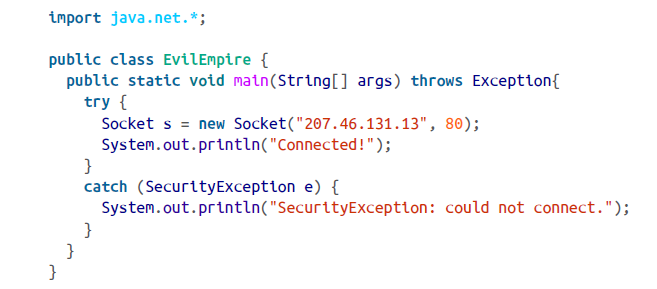 import java.net.*;
public class EvilEmpire {
public static void main(String[] args) throws Exception{
try {
Socket s = new Socket("207.46.131.13", 80);
System.out.println("Connected!");
}
catch (SecurityException e) {
System.out.println("SecurityException: could not connect.");
}
}
}